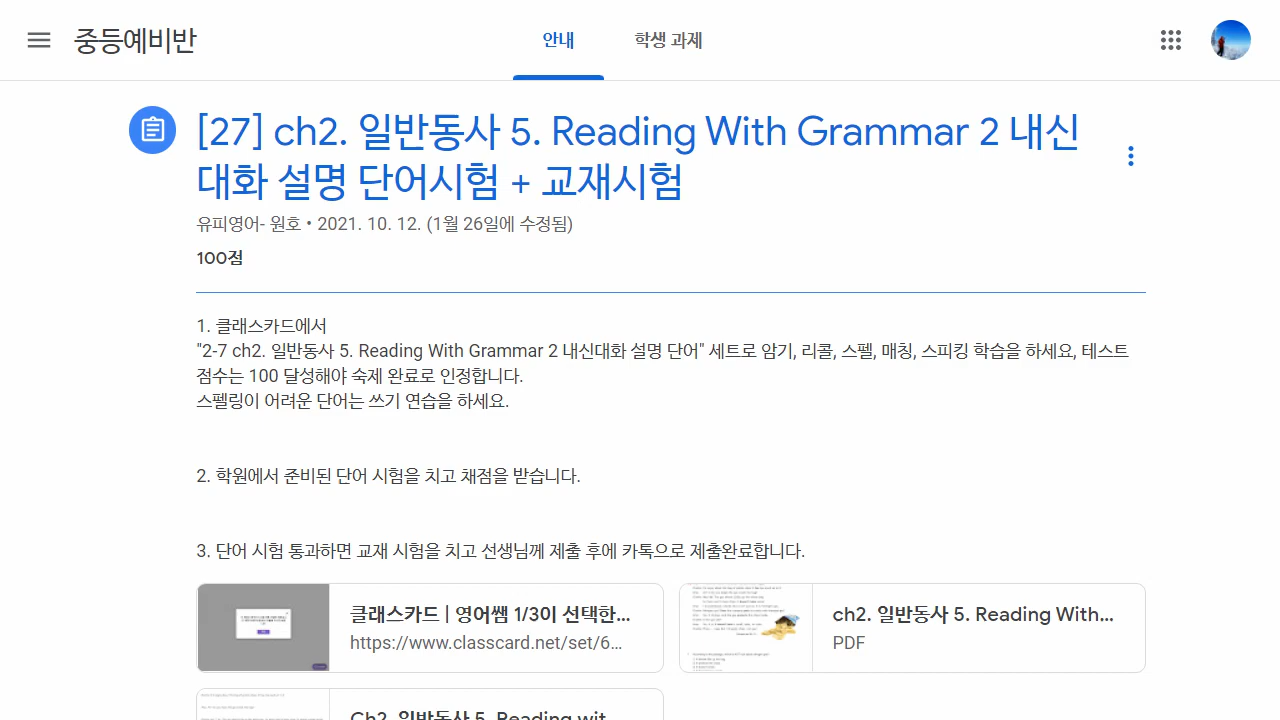 중등예비반
안내
학생 과제
[27] ch2. 일반동사 5. Reading With Grammar 2 내신
대화 설명 단어시험 + 교재시험
유피영어- 원호 • 2021. 10. 12. (1월 26일에 수정됨)
100점
1. 클래스카드에서
"2-7 ch2. 일반동사 5. Reading With Grammar 2 내신대화 설명 단어" 세트로 암기, 리콜, 스펠, 매칭, 스피킹 학습을 하세요, 테스트
점수는 100 달성해야 숙제 완료로 인정합니다.
스펠링이 어려운 단어는 쓰기 연습을 하세요.
2. 학원에서 준비된 단어 시험을 치고 채점을 받습니다.
3. 단어 시험 통과하면 교재 시험을 치고 선생님께 제출 후에 카톡으로 제출완료합니다.
클래스카드 | 영어쌤 1/3이 선택한...
https://www.classcard.net/set/6...
ch2. 일반동사 5. Reading With...
PDF
Ch2. 일반동사 5. Reading wit...